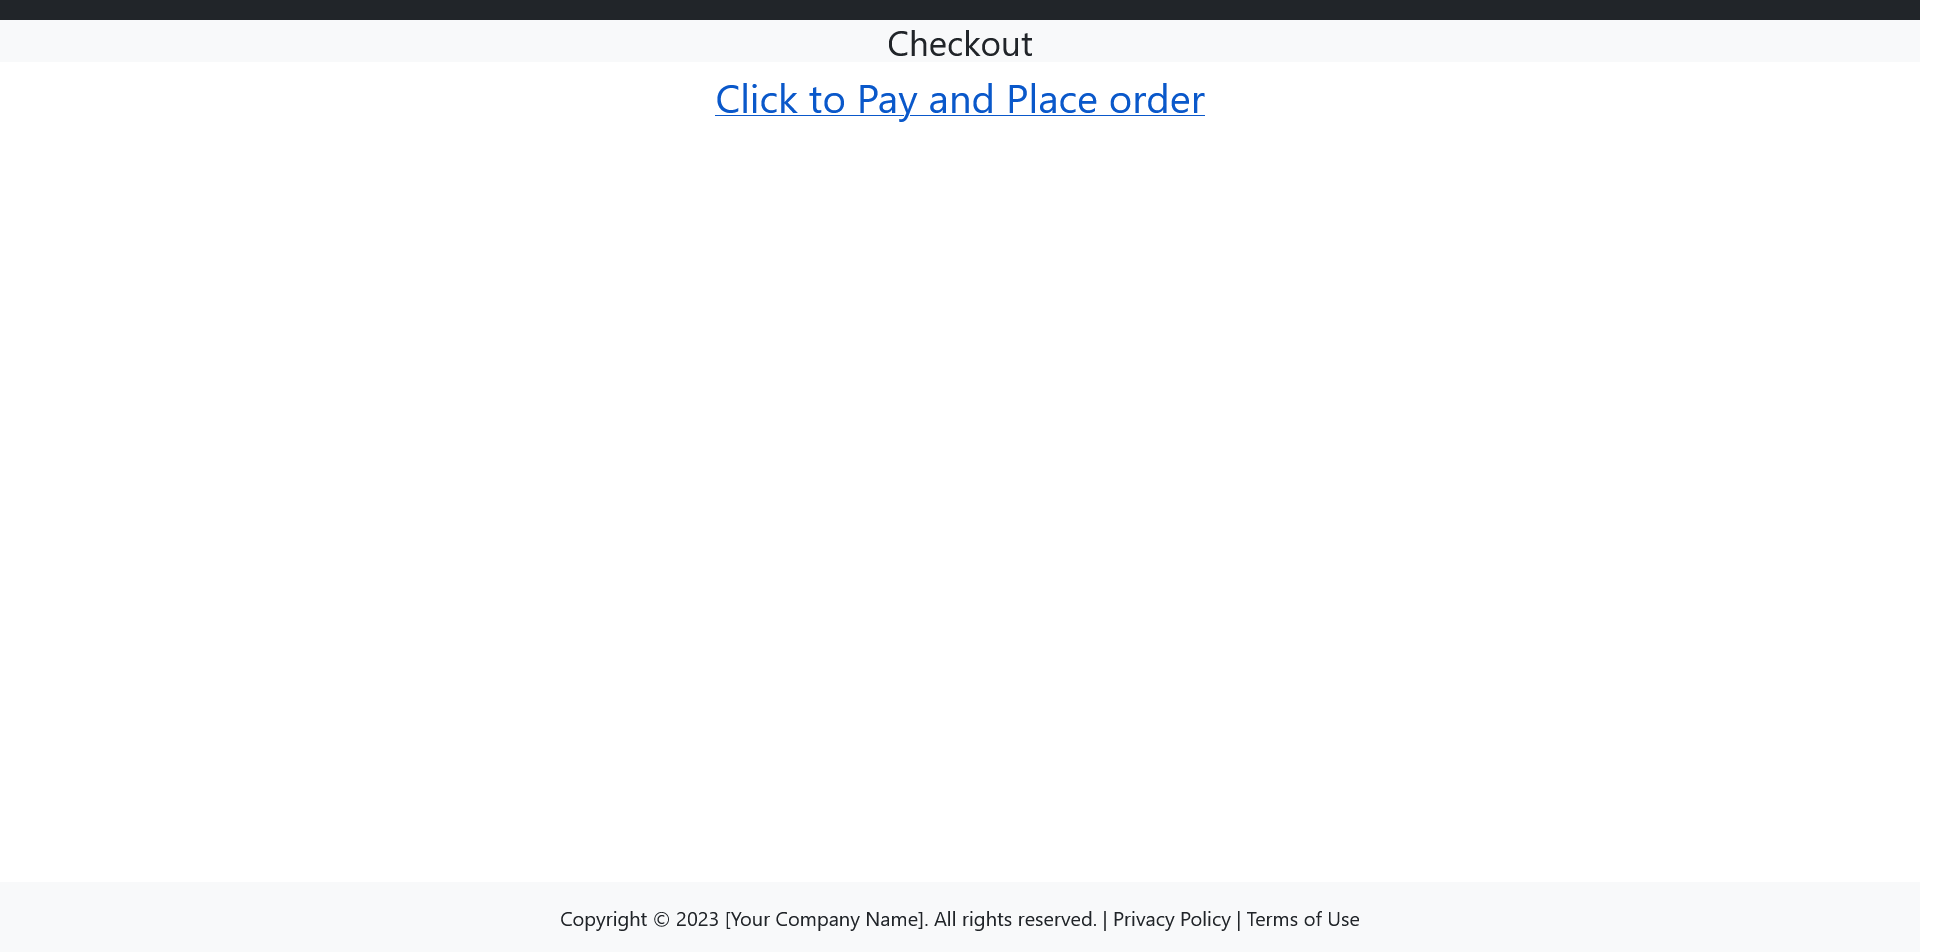 Checkout
Click to Pay and Place order
Copyright © 2023 [Your Company Name]. All rights reserved. | Privacy Policy | Terms of Use